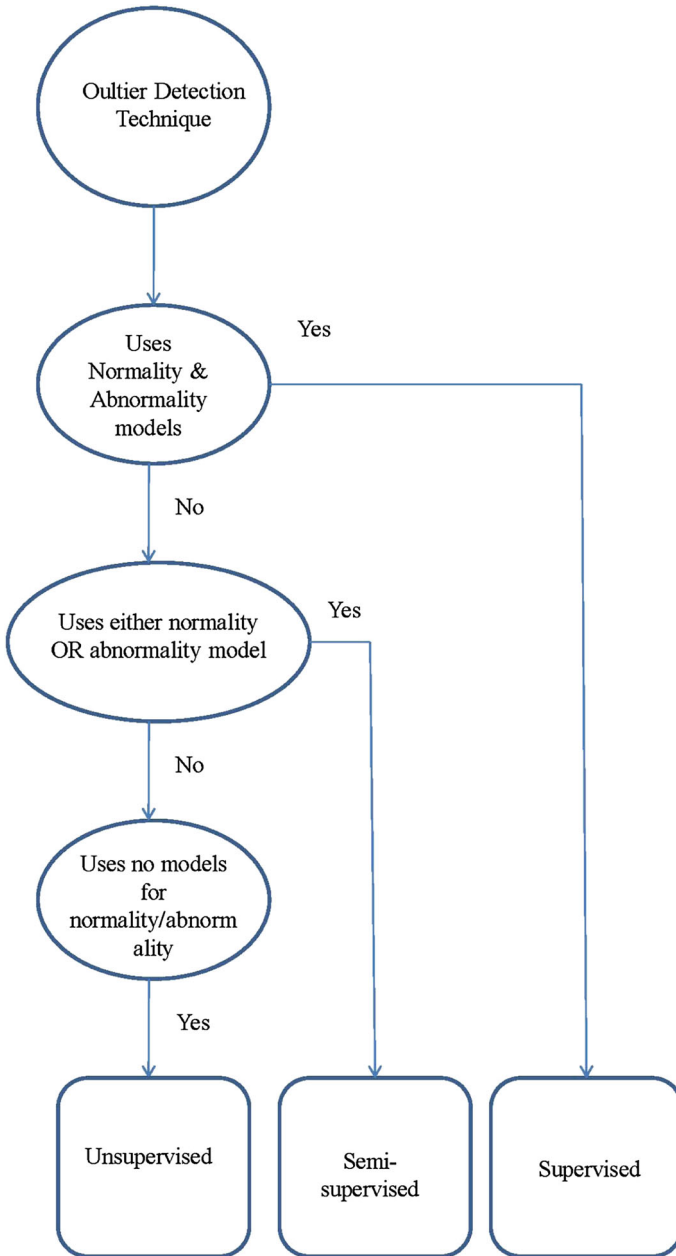 Oultier Detection
Technique
Uses
Normality &
Abnormality
models
Yes
No
Uses either normality
OR abnormality model
Yes
No
Uses no models
for
normality/abnorm
ality
Yes
Unsupervised
Semi-
supervised
Supervised